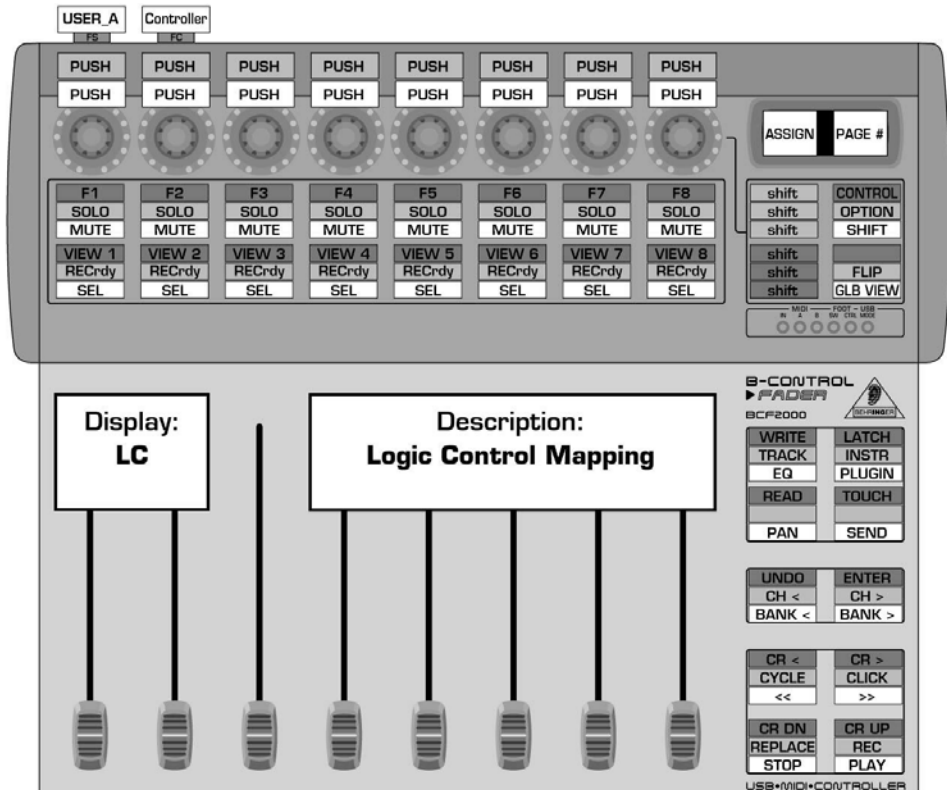 USER_A Controller
FS FC
PUSH PUSH PUSH PUSH PUSH PUSH PUSH PUSH
PUSH PUSH PUSH PUSH PUSH PUSH PUSH PUSH
ASSIGN PAGE #
F1 F2 F3 F4 F5 F6 F7 F8
SOLO SOLO SOLO SOLO SOLO SOLO SOLO SOLO
MUTE MUTE MUTE MUTE MUTE MUTE MUTE MUTE
VIEW 1 VIEW 2 VIEW 3 VIEW 4 VIEW 5 VIEW 6 VIEW 7 VIEW 8
RECrdy RECrdy RECrdy RECrdy RECrdy RECrdy RECrdy RECrdy
SEL SEL SEL SEL SEL SEL SEL SEL
shift CONTROL
shift OPTION
shift SHIFT
shift
shift FLIP
shift GLB VIEW
MIDI FOOT - USB
IN A B SW CTRL MODE
B-CONTROL
FADER
BCF2000
BEHRINGER
Display:
LC
Description:
Logic Control Mapping
WRITE LATCH
TRACK INSTR
EQ PLUGIN
READ TOUCH
PAN SEND
UNDO ENTER
CH < CH >
BANK < BANK >
CR < CR >
CYCLE CLICK
<< >>
CR DN CR UP
REPLACE REC
STOP PLAY
USB•MIDI•CONTROLLER